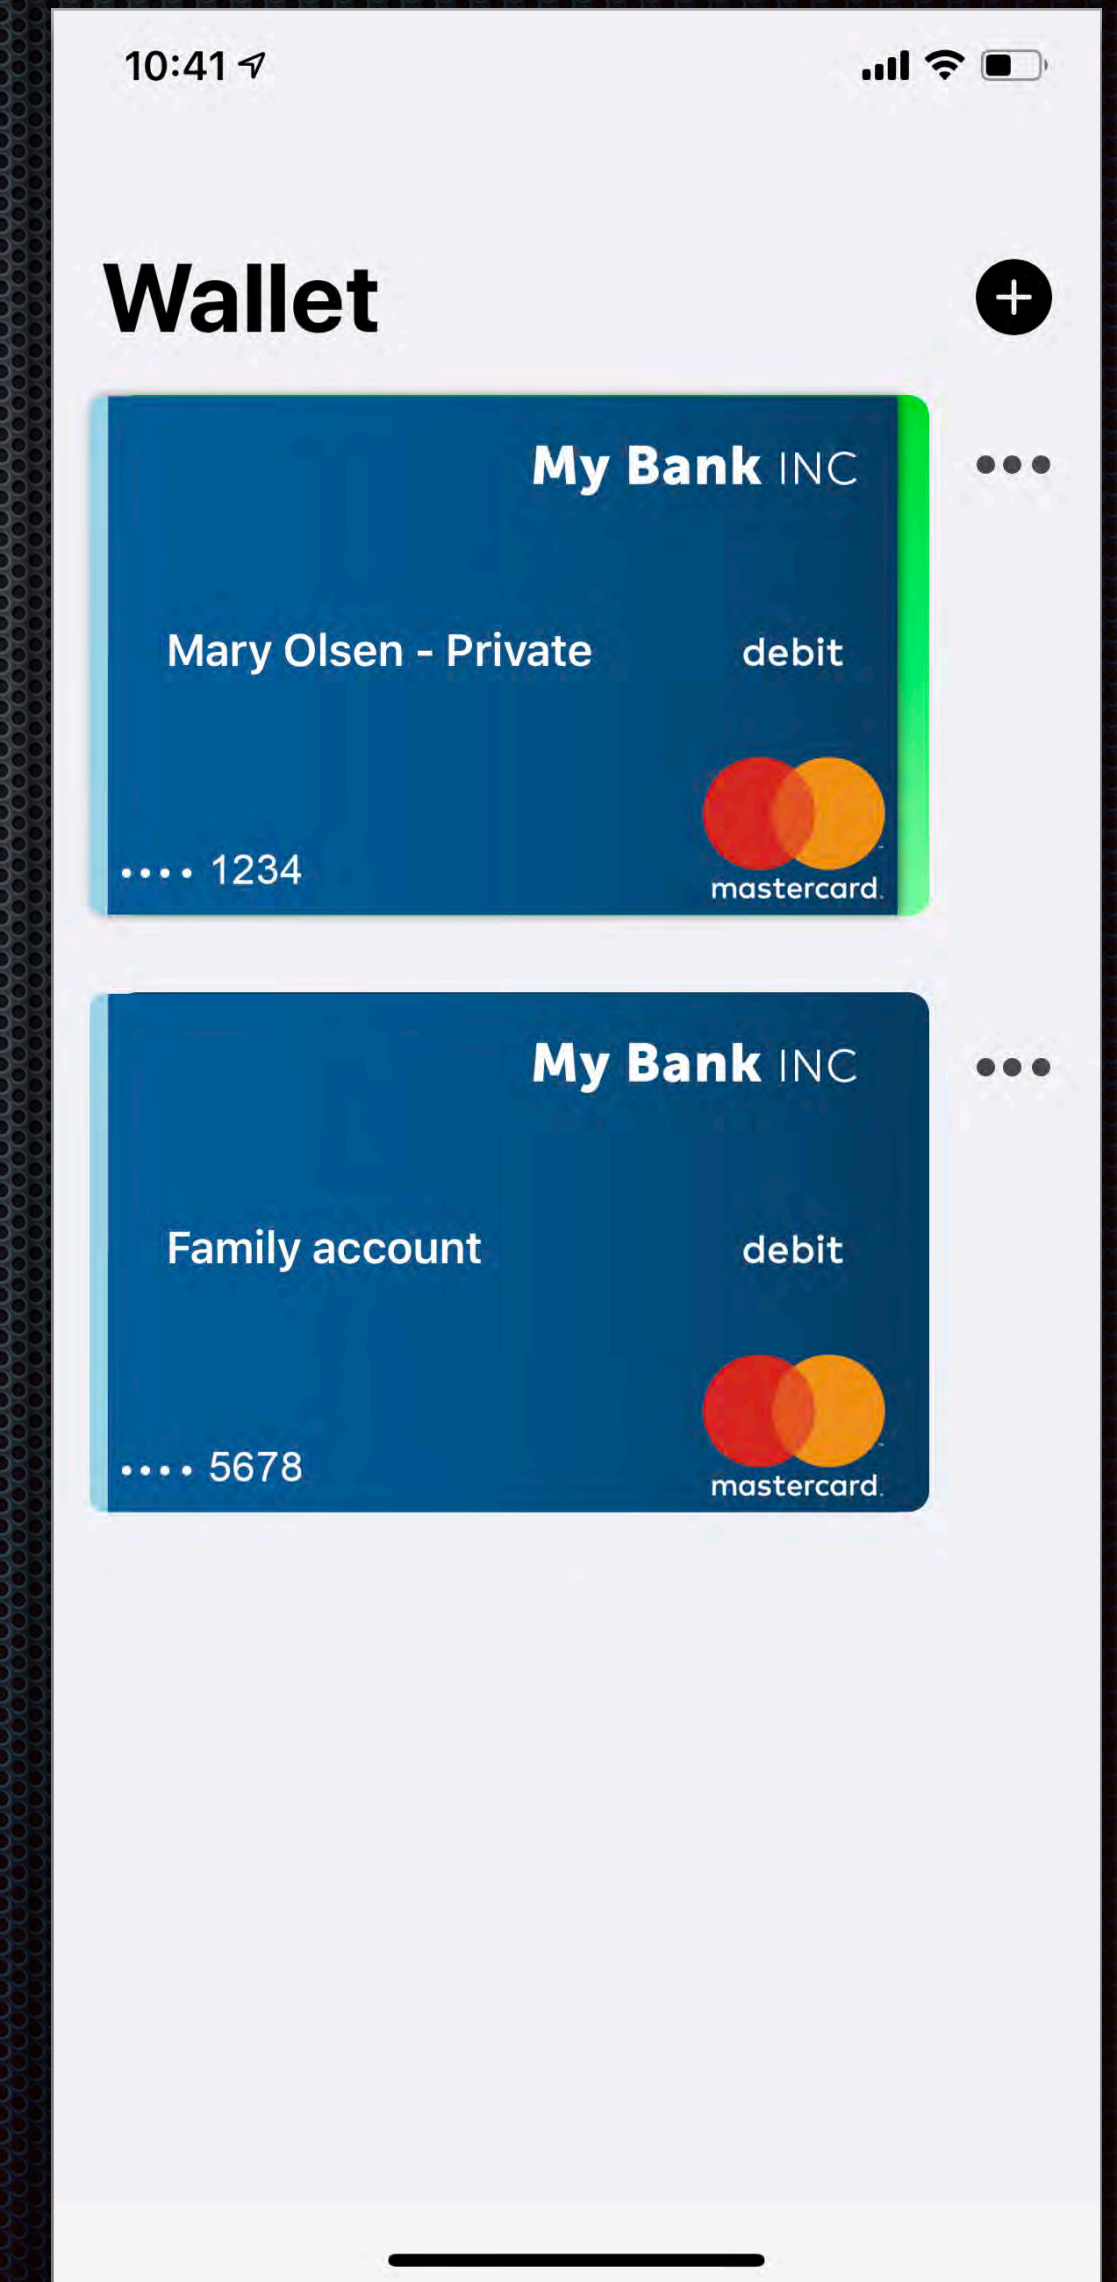 10:41
Wallet
My Bank INC
Mary Olsen - Private
debit
•••• 1234
mastercard.
My Bank INC
Family account
debit
•••• 5678
mastercard.